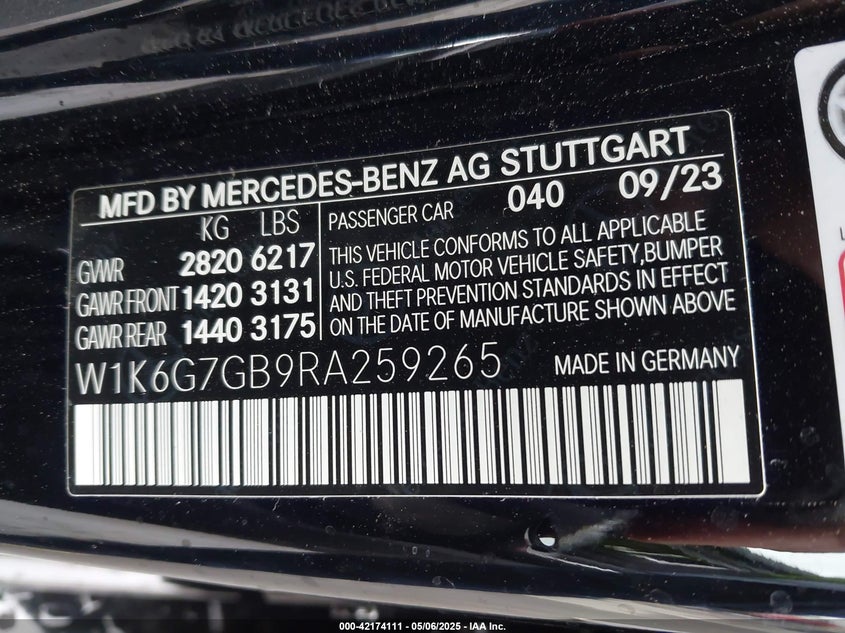 MFD BY MERCEDES-BENZ AG STUTTGART
KG LBS
GVWR 2820 6217
GAWR FRONT 1420 3131
GAWR REAR 1440 3175
PASSENGER CAR 040 09/23
THIS VEHICLE CONFORMS TO ALL APPLICABLE
U.S. FEDERAL MOTOR VEHICLE SAFETY,BUMPER
AND THEFT PREVENTION STANDARDS IN EFFECT
ON THE DATE OF MANUFACTURE SHOWN ABOVE
W1K6G7GB9RA259265 MADE IN GERMANY
000-42174111 - 05/06/2025 - IAA Inc.